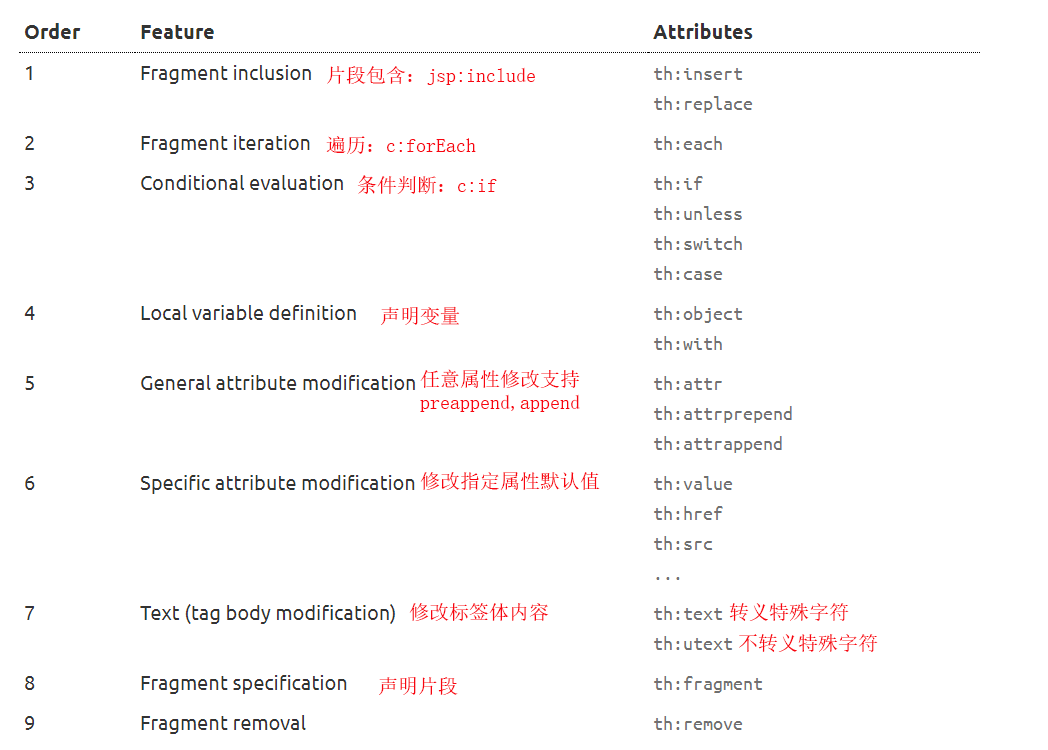 Order Feature Attributes
1 Fragment inclusion 片段包含：jsp:include th:insert
th:replace
2 Fragment iteration 遍历：c:forEach th:each
3 Conditional evaluation 条件判断：c:if th:if
th:unless
th:switch
th:case
4 Local variable definition 声明变量 th:object
th:with
5 General attribute modification 任意属性修改支持 th:attr
preappend,append th:attrprepend
th:attrappend
6 Specific attribute modification 修改指定属性默认值 th:value
th:href
th:src
...
7 Text (tag body modification) 修改标签体内容 th:text 转义特殊字符
th:utext 不转义特殊字符
8 Fragment specification 声明片段 th:fragment
9 Fragment removal th:remove